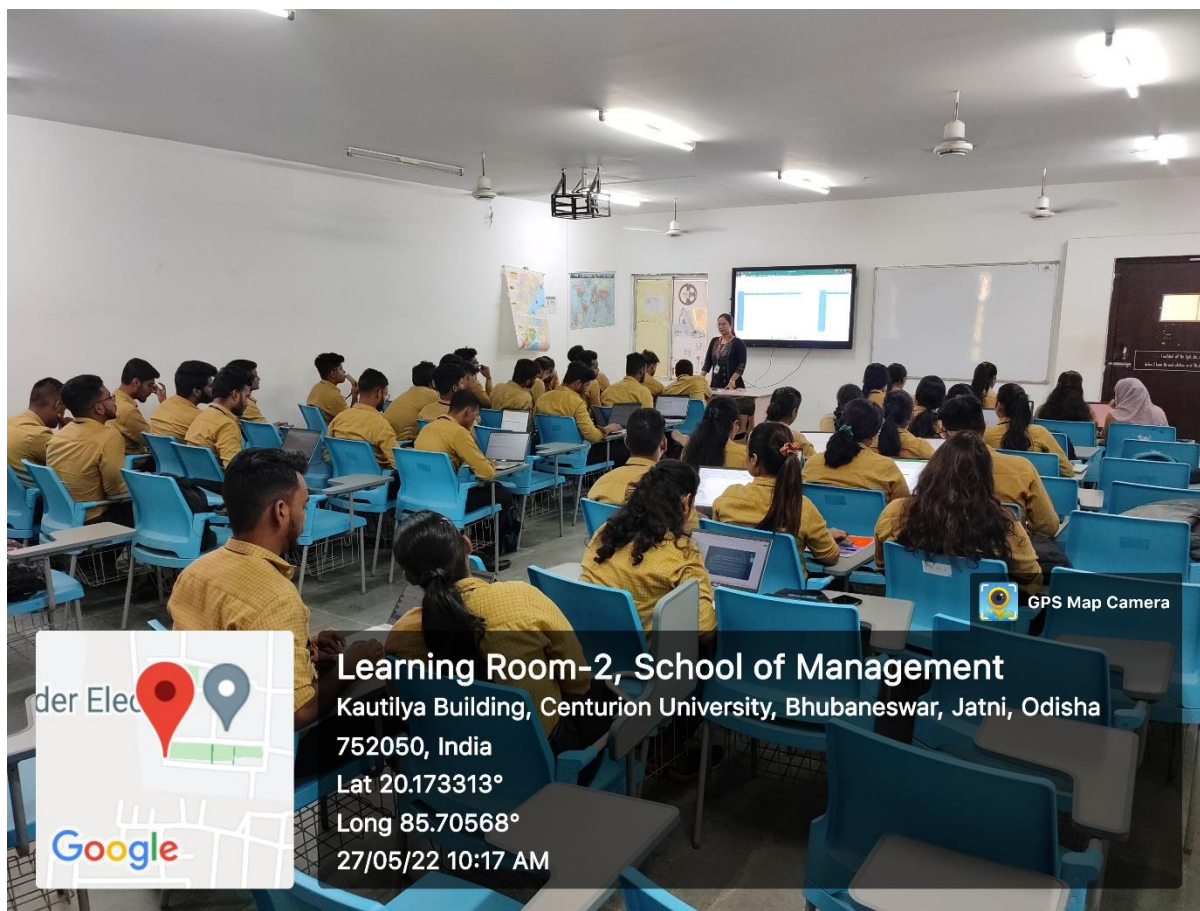 GPS Map Camera
Learning Room-2, School of Management
Kautilya Building, Centurion University, Bhubaneswar, Jatni, Odisha
752050, India
Lat 20.173313°
Long 85.70568°
27/05/22 10:17 AM
der Elec
Google